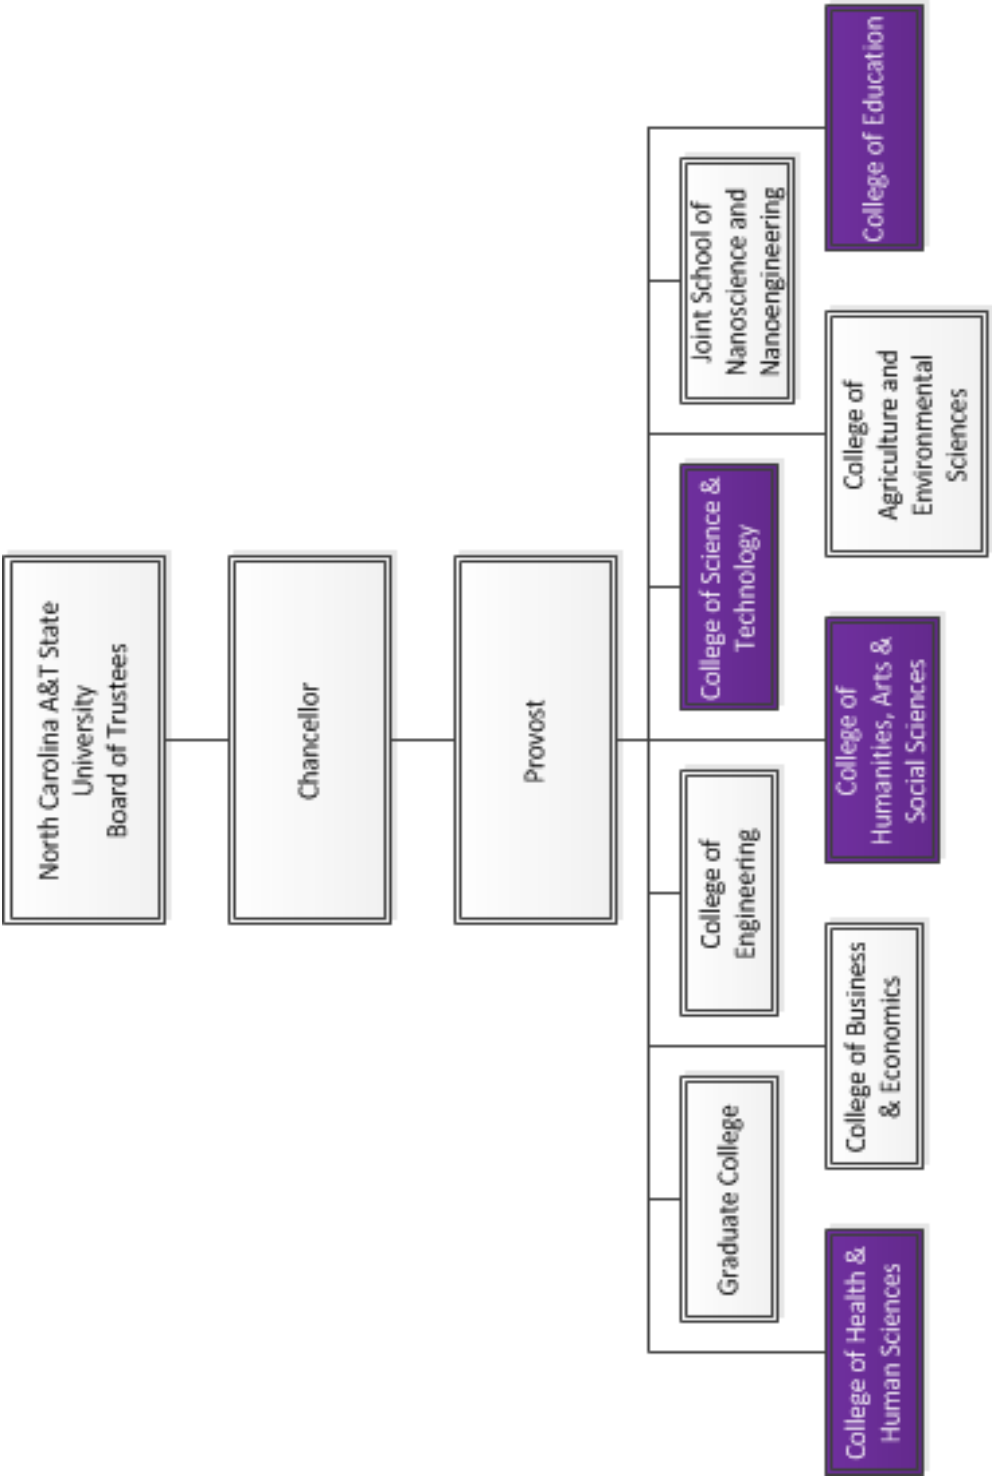 North Carolina A&T State
University
Board of Trustees
Chancellor
Provost
Graduate College
College of
Engineering
College of Science &
Technology
Joint School of
Nanoscience and
Nanoengineering
College of Health &
Human Sciences
College of Business
& Economics
College of
Humanities, Arts &
Social Sciences
College of
Agriculture and
Environmental
Sciences
College of Education